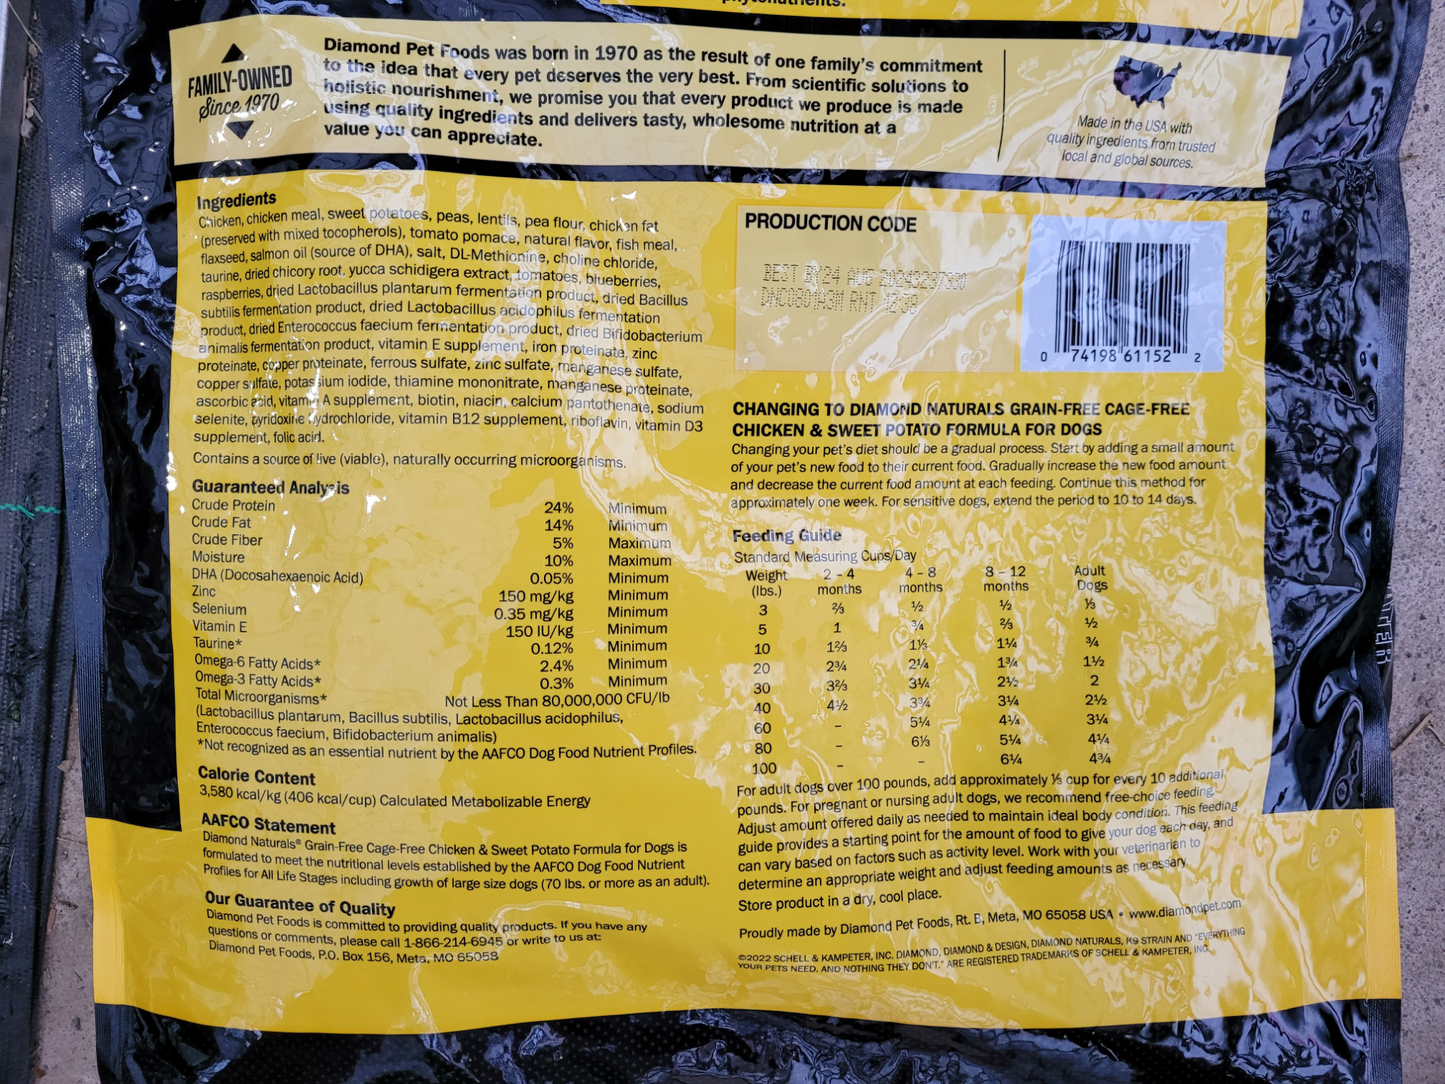 phytonutrients.
FAMILY-OWNED
Since 1970
Diamond Pet Foods was born in 1970 as the result of one family's commitment
to the idea that every pet deserves the very best. From scientific solutions to
holistic nourishment, we promise you that every product we produce is made
using quality ingredients and delivers tasty, wholesome nutrition at a
value you can appreciate.
Made in the USA with
quality ingredients from trusted
local and global sources.
Ingredients
Chicken, chicken meal, sweet potatoes, peas, lentils, pea flour, chicken fat
(preserved with mixed tocopherols), tomato pomace, natural flavor, fish meal,
flaxseed, salmon oil (source of DHA), salt, DL-Methionine, choline chloride,
taurine, dried chicory root, yucca schidigera extract, tomatoes, blueberries,
raspberries, dried Lactobacillus plantarum fermentation product, dried Bacillus
subtilis fermentation product, dried Lactobacillus acidophilus fermentation
product, dried Enterococcus faecium fermentation product, dried Bifidobacterium
animalis fermentation product, vitamin E supplement, iron proteinate, zinc
proteinate, copper proteinate, ferrous sulfate, zinc sulfate, manganese sulfate,
copper sulfate, potassium iodide, thiamine mononitrate, manganese proteinate,
ascorbic acid, vitamin A supplement, biotin, niacin, calcium pantothenate, sodium
selenite, pyridoxine hydrochloride, vitamin B12 supplement, riboflavin, vitamin D3
supplement, folic acid.
Contains a source of live (viable), naturally occurring microorganisms.
Guaranteed Analysis
Crude Protein 24% Minimum
Crude Fat 14% Minimum
Crude Fiber 5% Maximum
Moisture 10% Maximum
DHA (Docosahexaenoic Acid) 0.05% Minimum
Zinc 150 mg/kg Minimum
Selenium 0.35 mg/kg Minimum
Vitamin E 150 IU/kg Minimum
Taurine* 0.12% Minimum
Omega-6 Fatty Acids* 2.4% Minimum
Omega-3 Fatty Acids* 0.3% Minimum
Total Microorganisms* Not Less Than 80,000,000 CFU/lb
(Lactobacillus plantarum, Bacillus subtilis, Lactobacillus acidophilus,
Enterococcus faecium, Bifidobacterium animalis)
*Not recognized as an essential nutrient by the AAFCO Dog Food Nutrient Profiles.
Calorie Content
3,580 kcal/kg (406 kcal/cup) Calculated Metabolizable Energy
AAFCO Statement
Diamond Naturals® Grain-Free Cage-Free Chicken & Sweet Potato Formula for Dogs is
formulated to meet the nutritional levels established by the AAFCO Dog Food Nutrient
Profiles for All Life Stages including growth of large size dogs (70 lbs. or more as an adult).
Our Guarantee of Quality
Diamond Pet Foods is committed to providing quality products. If you have any
questions or comments, please call 1-866-214-6945 or write to us at:
Diamond Pet Foods, P.O. Box 156, Meta, MO 65058
PRODUCTION CODE
BEST BY24 AUG
RNT
0 74198 61152 2
CHANGING TO DIAMOND NATURALS GRAIN-FREE CAGE-FREE
CHICKEN & SWEET POTATO FORMULA FOR DOGS
Changing your pet's diet should be a gradual process. Start by adding a small amount
of your pet's new food to their current food. Gradually increase the new food amount
and decrease the current food amount at each feeding. Continue this method for
approximately one week. For sensitive dogs, extend the period to 10 to 14 days.
Feeding Guide
Standard Measuring Cups/Day
Weight 2 - 4 4 - 8 8 - 12 Adult
(lbs.) months months months Dogs
3 ⅔ ½ ½ ⅓
5 1 ¾ ⅔ ½
10 1⅔ 1⅓ 1¼ ¾
20 2¾ 2¼ 1¾ 1½
30 3⅔ 3¼ 2½ 2
40 4½ 3¾ 3¼ 2½
60 – 5¼ 4¼ 3¼
80 – 6⅓ 5¼ 4¼
100 – – 6¼ 4¾
For adult dogs over 100 pounds, add approximately ⅓ cup for every 10 additional
pounds. For pregnant or nursing adult dogs, we recommend free-choice feeding.
Adjust amount offered daily as needed to maintain ideal body condition. This feeding
guide provides a starting point for the amount of food to give your dog each day, and
can vary based on factors such as activity level. Work with your veterinarian to
determine an appropriate weight and adjust feeding amounts as necessary.
Store product in a dry, cool place.
Proudly made by Diamond Pet Foods, Rt. B, Meta, MO 65058 USA • www.diamondpet.com
©2022 SCHELL & KAMPETER, INC. DIAMOND, DIAMOND & DESIGN, DIAMOND NATURALS, K9 STRAIN AND "EVERYTHING
YOUR PETS NEED. AND NOTHING THEY DON'T." ARE REGISTERED TRADEMARKS OF SCHELL & KAMPETER, INC.